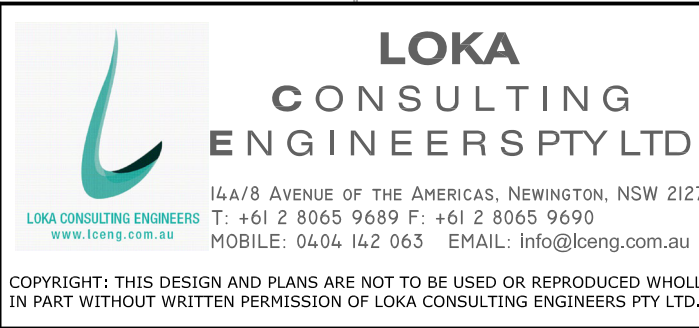 LOKA
CONSULTING
ENGINEERS PTY LTD
LOKA CONSULTING ENGINEERS
www.lceng.com.au
14A/8 AVENUE OF THE AMERICAS, NEWINGTON, NSW 2127
T: +61 2 8065 9689 F: +61 2 8065 9690
MOBILE: 0404 142 063 EMAIL: info@lceng.com.au
COPYRIGHT: THIS DESIGN AND PLANS ARE NOT TO BE USED OR REPRODUCED WHOLL
IN PART WITHOUT WRITTEN PERMISSION OF LOKA CONSULTING ENGINEERS PTY LTD.